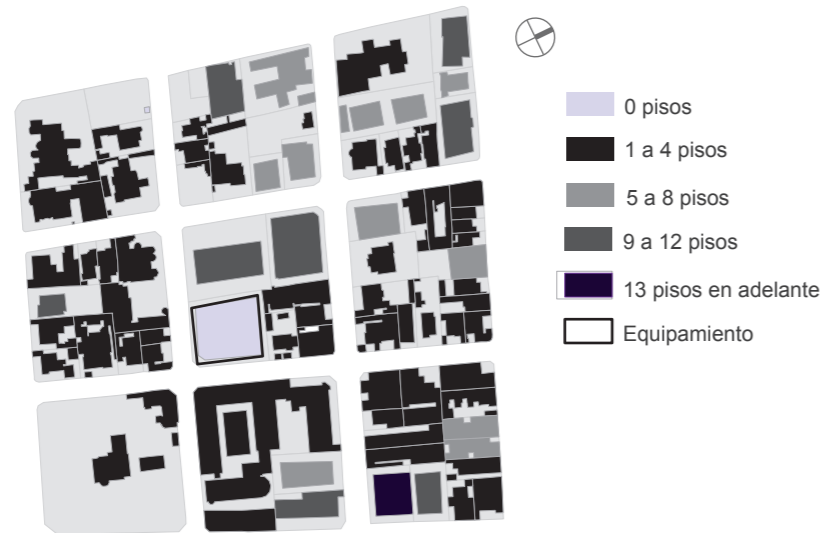 0 pisos
1 a 4 pisos
5 a 8 pisos
9 a 12 pisos
13 pisos en adelante
Equipamiento